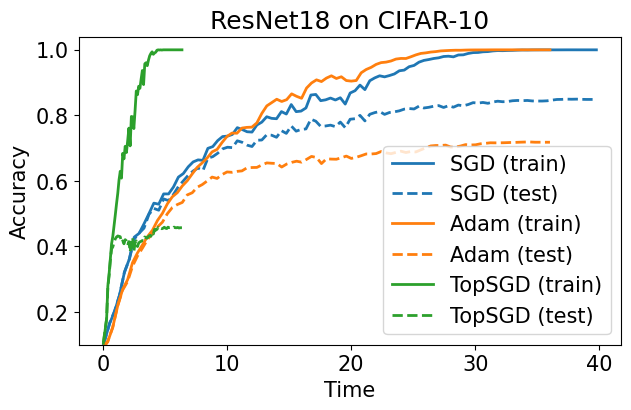 ResNet18 on CIFAR-10
Accuracy
1.0
0.8
0.6
0.4
0.2
SGD (train)
SGD (test)
Adam (train)
Adam (test)
TopSGD (train)
TopSGD (test)
0 10 20 30 40
Time